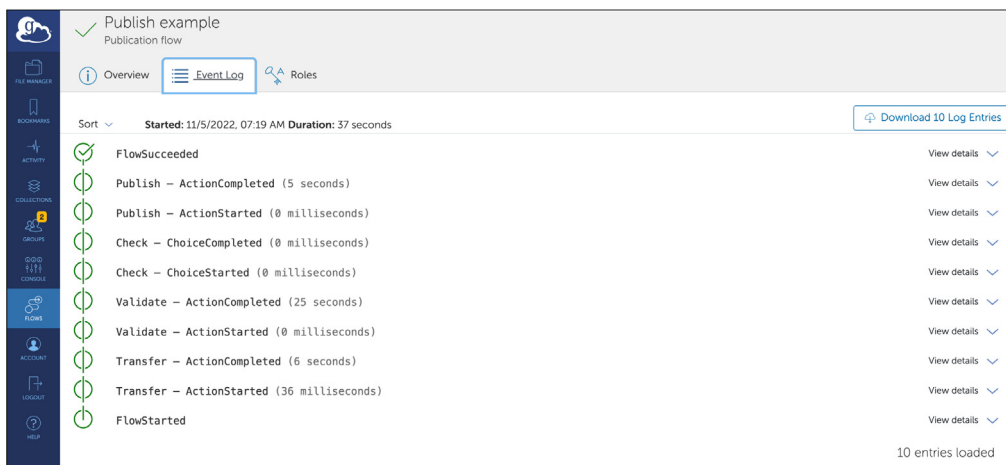 g
Publish example
Publication flow
FILE MANAGER
Overview
Event Log
Roles
BOOKMARKS
Sort
Started: 11/5/2022, 07:19 AM Duration: 37 seconds
Download 10 Log Entries
ACTIVITY
FlowSucceeded
View details
Publish – ActionCompleted (5 seconds)
View details
COLLECTIONS
Publish – ActionStarted (0 milliseconds)
View details
2
GROUPS
Check – ChoiceCompleted (0 milliseconds)
View details
CONSOLE
Check – ChoiceStarted (0 milliseconds)
View details
Validate – ActionCompleted (25 seconds)
View details
FLOWS
Validate – ActionStarted (0 milliseconds)
View details
ACCOUNT
Transfer – ActionCompleted (6 seconds)
View details
LOGOUT
Transfer – ActionStarted (36 milliseconds)
View details
FlowStarted
View details
HELP
10 entries loaded